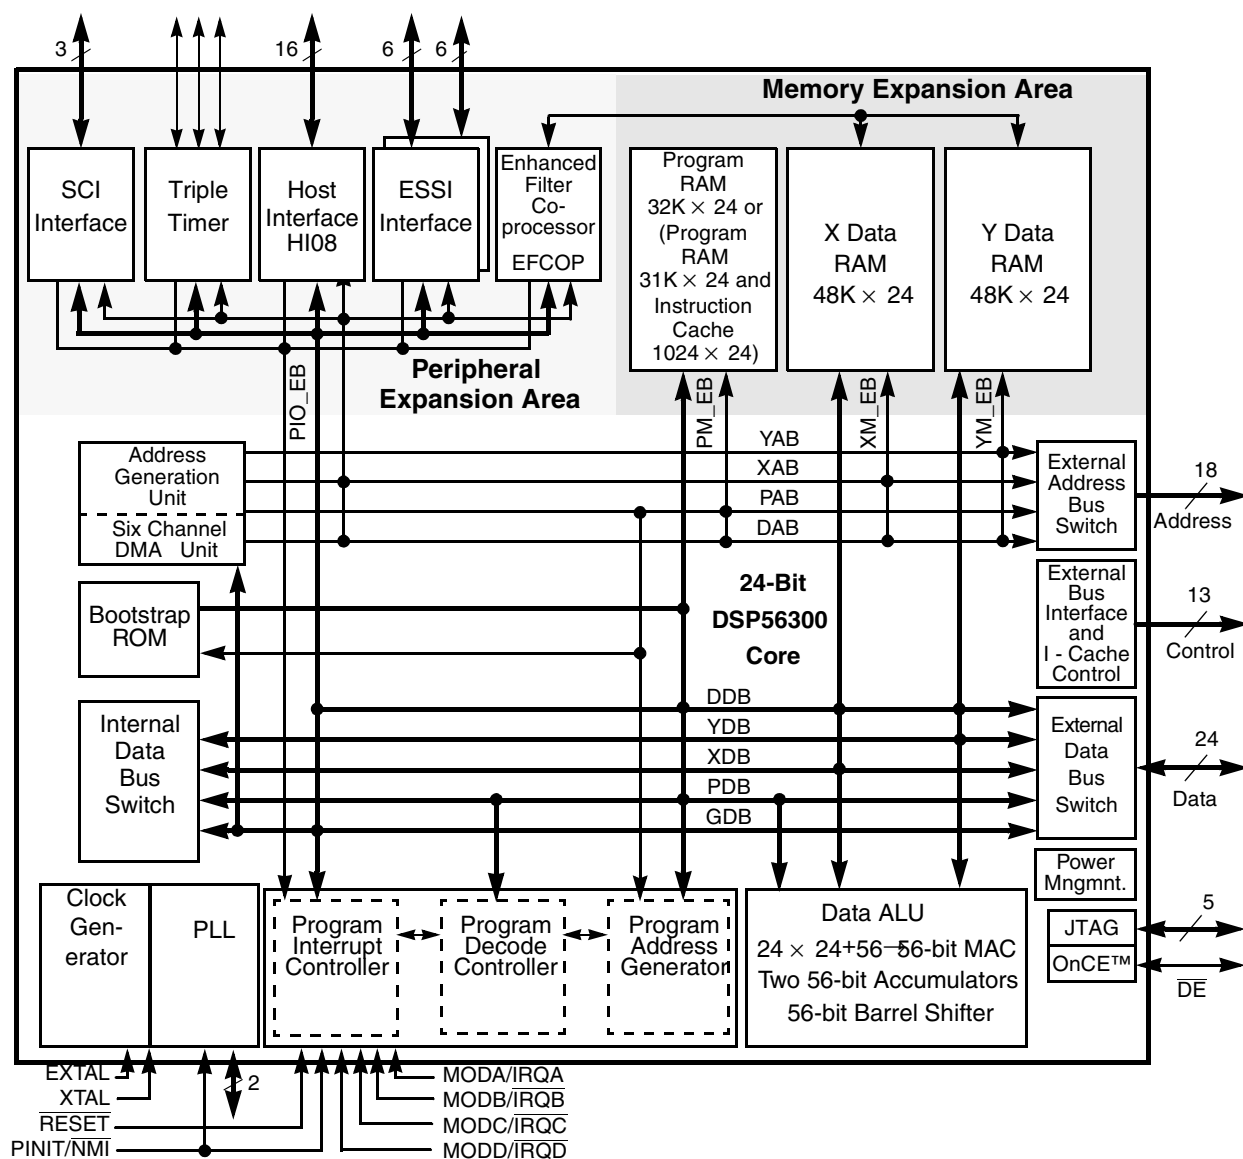 3
16
6
6
Memory Expansion Area
SCI
Interface
Triple
Timer
Host
Interface
HI08
ESSI
Interface
Enhanced
Filter
Co-
processor
EFCOP
Program
RAM
32K × 24 or
(Program
RAM
31K × 24 and
Instruction
Cache
1024 × 24)
X Data
RAM
48K × 24
Y Data
RAM
48K × 24
Peripheral
Expansion Area
PIO_EB
PM_EB
XM_EB
YM_EB
Address
Generation
Unit
Six Channel
DMA Unit
YAB
XAB
PAB
DAB
External
Address
Bus
Switch
18
Address
Bootstrap
ROM
24-Bit
DSP56300
Core
External
Bus
Interface
and
I - Cache
Control
13
Control
Internal
Data
Bus
Switch
DDB
YDB
XDB
PDB
GDB
External
Data
Bus
Switch
24
Data
Power
Mngmnt.
Clock
Gen-
erator
PLL
Program
Interrupt
Controller
Program
Decode
Controller
Program
Address
Generator
Data ALU
24 × 24+56→56-bit MAC
Two 56-bit Accumulators
56-bit Barrel Shifter
JTAG
OnCE™
5
DE
EXTAL
XTAL
RESET
PINIT/NMI
2
MODA/IRQA
MODB/IRQB
MODC/IRQC
MODD/IRQD